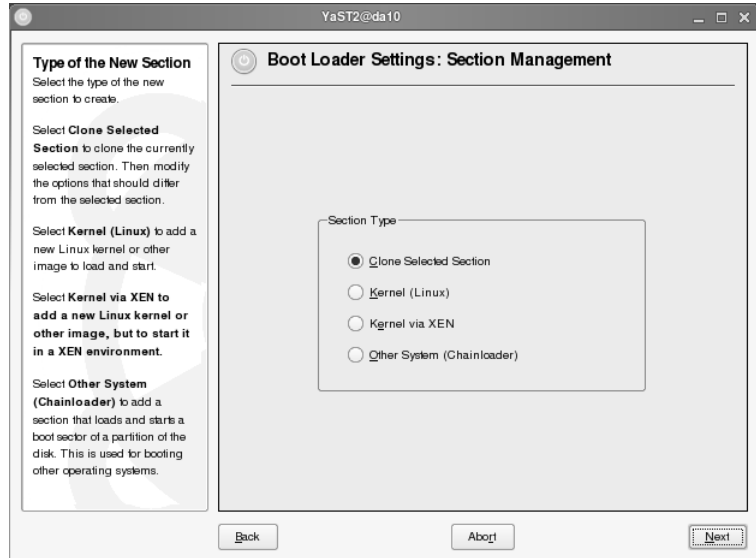 YaST2@da10
Type of the New Section
Select the type of the new
section to create.
Select Clone Selected
Section to clone the currently
selected section. Then modify
the options that should differ
from the selected section.
Select Kernel (Linux) to add a
new Linux kernel or other
image to load and start.
Select Kernel via XEN to
add a new Linux kernel or
other image, but to start it
in a XEN environment.
Select Other System
(Chainloader) to add a
section that loads and starts a
boot sector of a partition of the
disk. This is used for booting
other operating systems.
Boot Loader Settings: Section Management
Section Type
Clone Selected Section
Kernel (Linux)
Kernel via XEN
Other System (Chainloader)
Back
Abort
Next